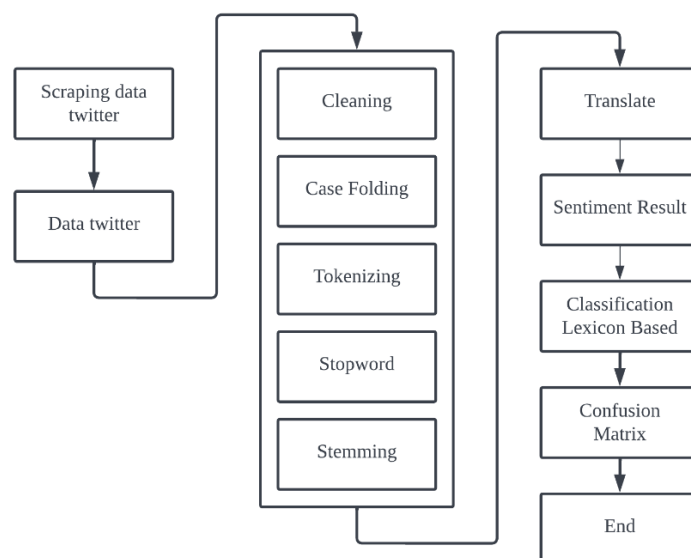 Scraping data
twitter
Data twitter
Cleaning
Case Folding
Tokenizing
Stopword
Stemming
Translate
Sentiment Result
Classification
Lexicon Based
Confusion
Matrix
End